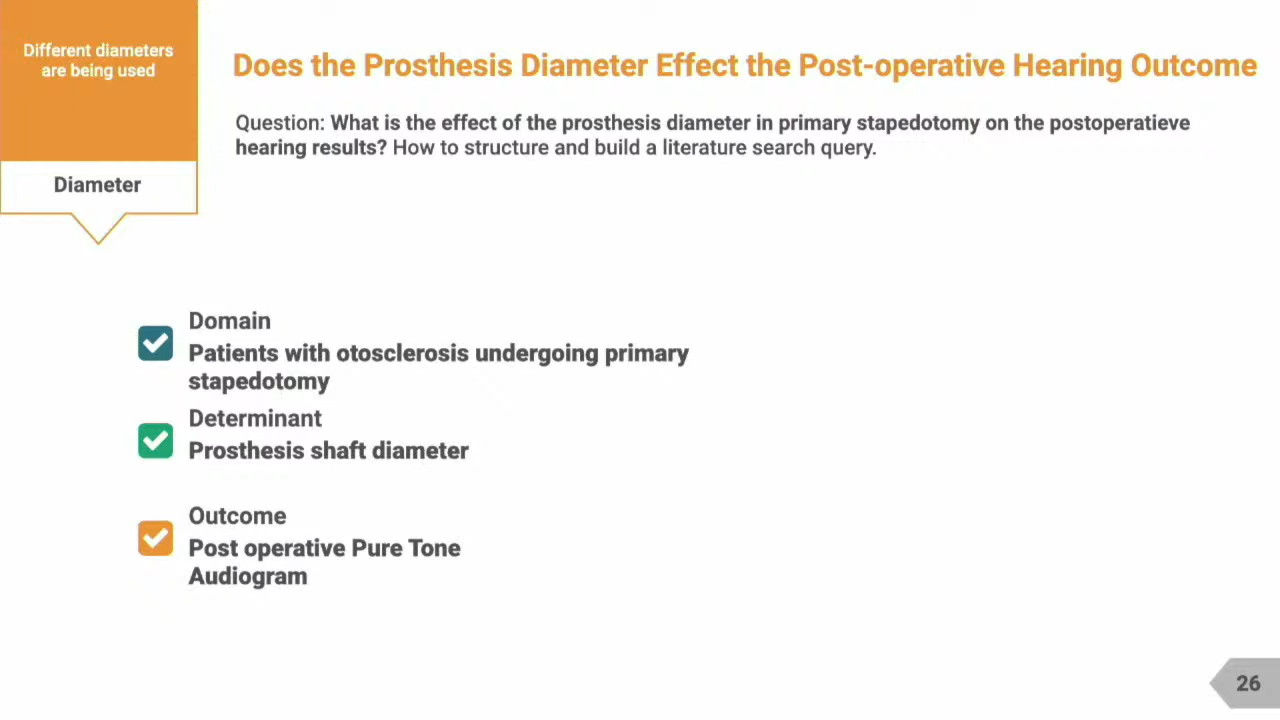 Different diameters
are being used
Diameter
Does the Prosthesis Diameter Effect the Post-operative Hearing Outcome
Question: What is the effect of the prosthesis diameter in primary stapedotomy on the postoperatieve
hearing results? How to structure and build a literature search query.
Domain
Patients with otosclerosis undergoing primary
stapedotomy
Determinant
Prosthesis shaft diameter
Outcome
Post operative Pure Tone
Audiogram
26